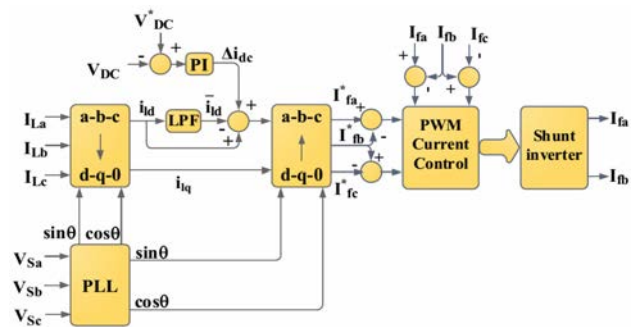 V*DC
Ifa Ifb Ifc
+
Δidc
- PI
+ -
VDC
+
- - +
ILa a-b-c ild LPF i̅ld + a-b-c I*fa + - PWM Current Control Shunt inverter Ifa
ILb - + I*fb -
+
ILc d-q-0 ilq d-q-0 - I*fc Ifb
sinθ cosθ
VSa sinθ
VSb PLL
VSc cosθ